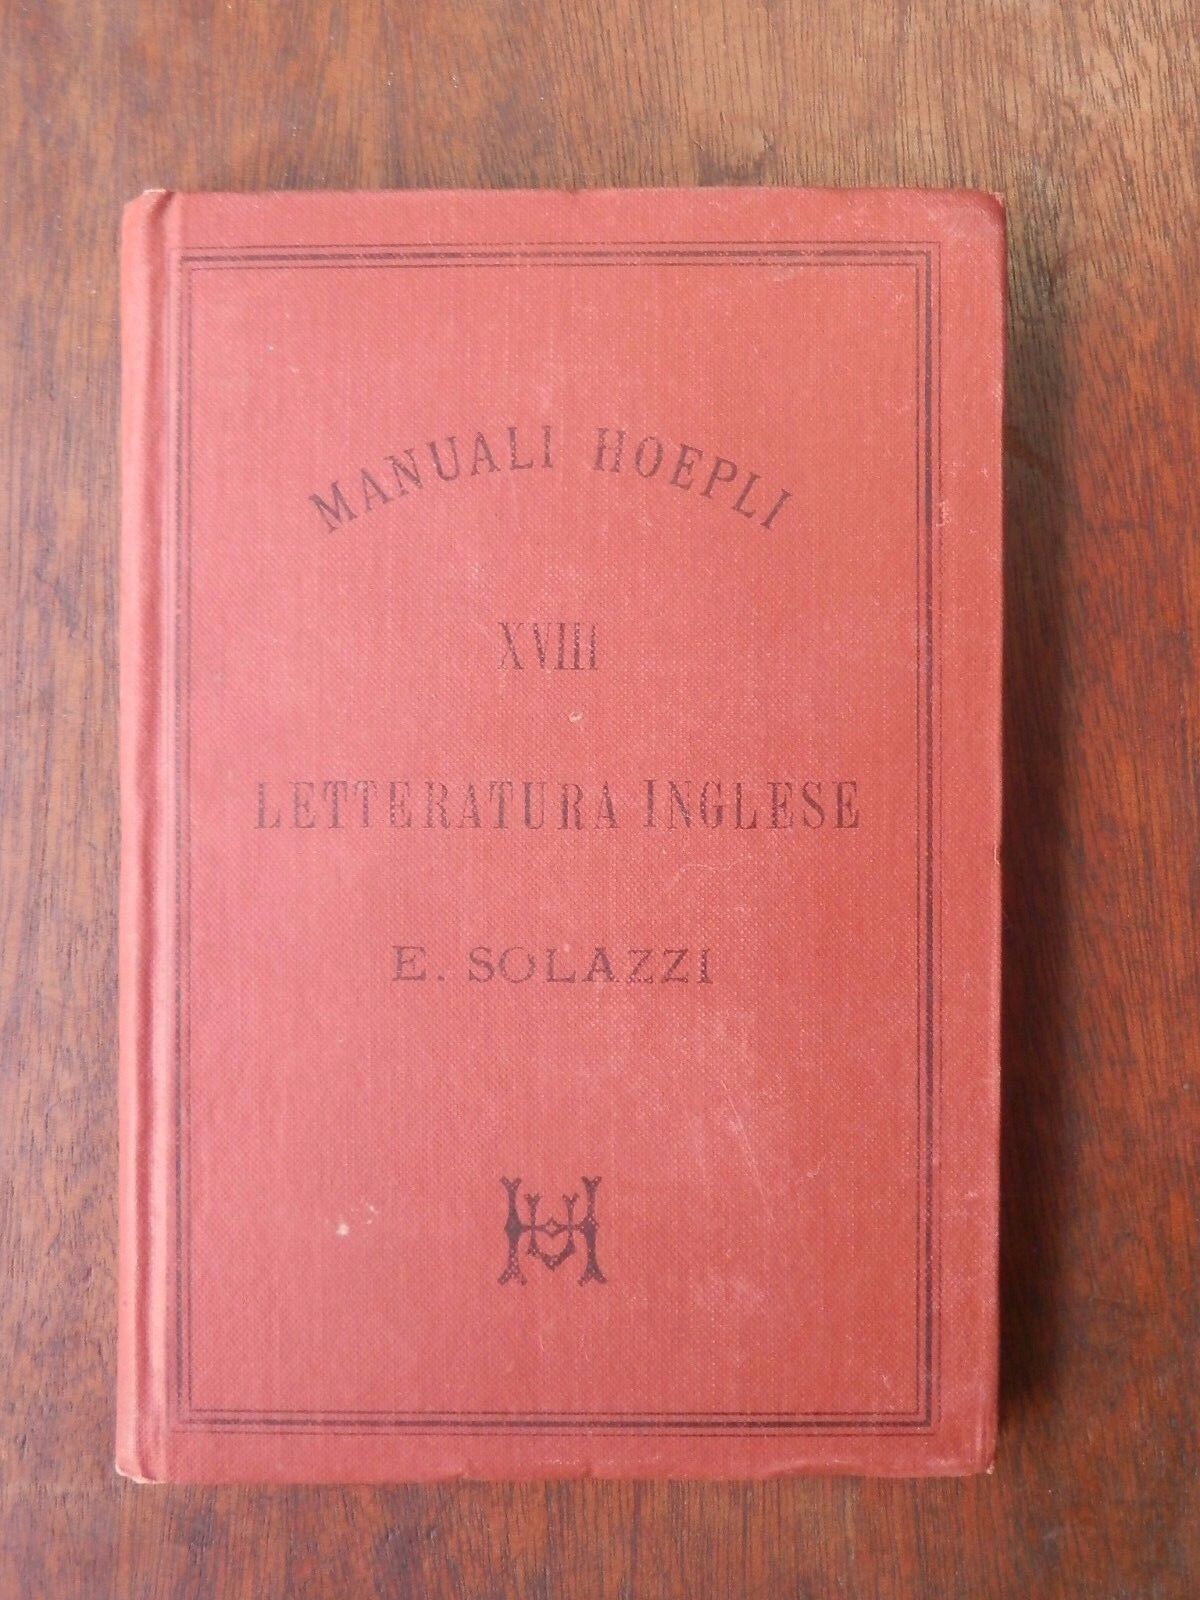 MANUALI HOEPLI
XVIII
LETTERATURA INGLESE
E. SOLAZZI